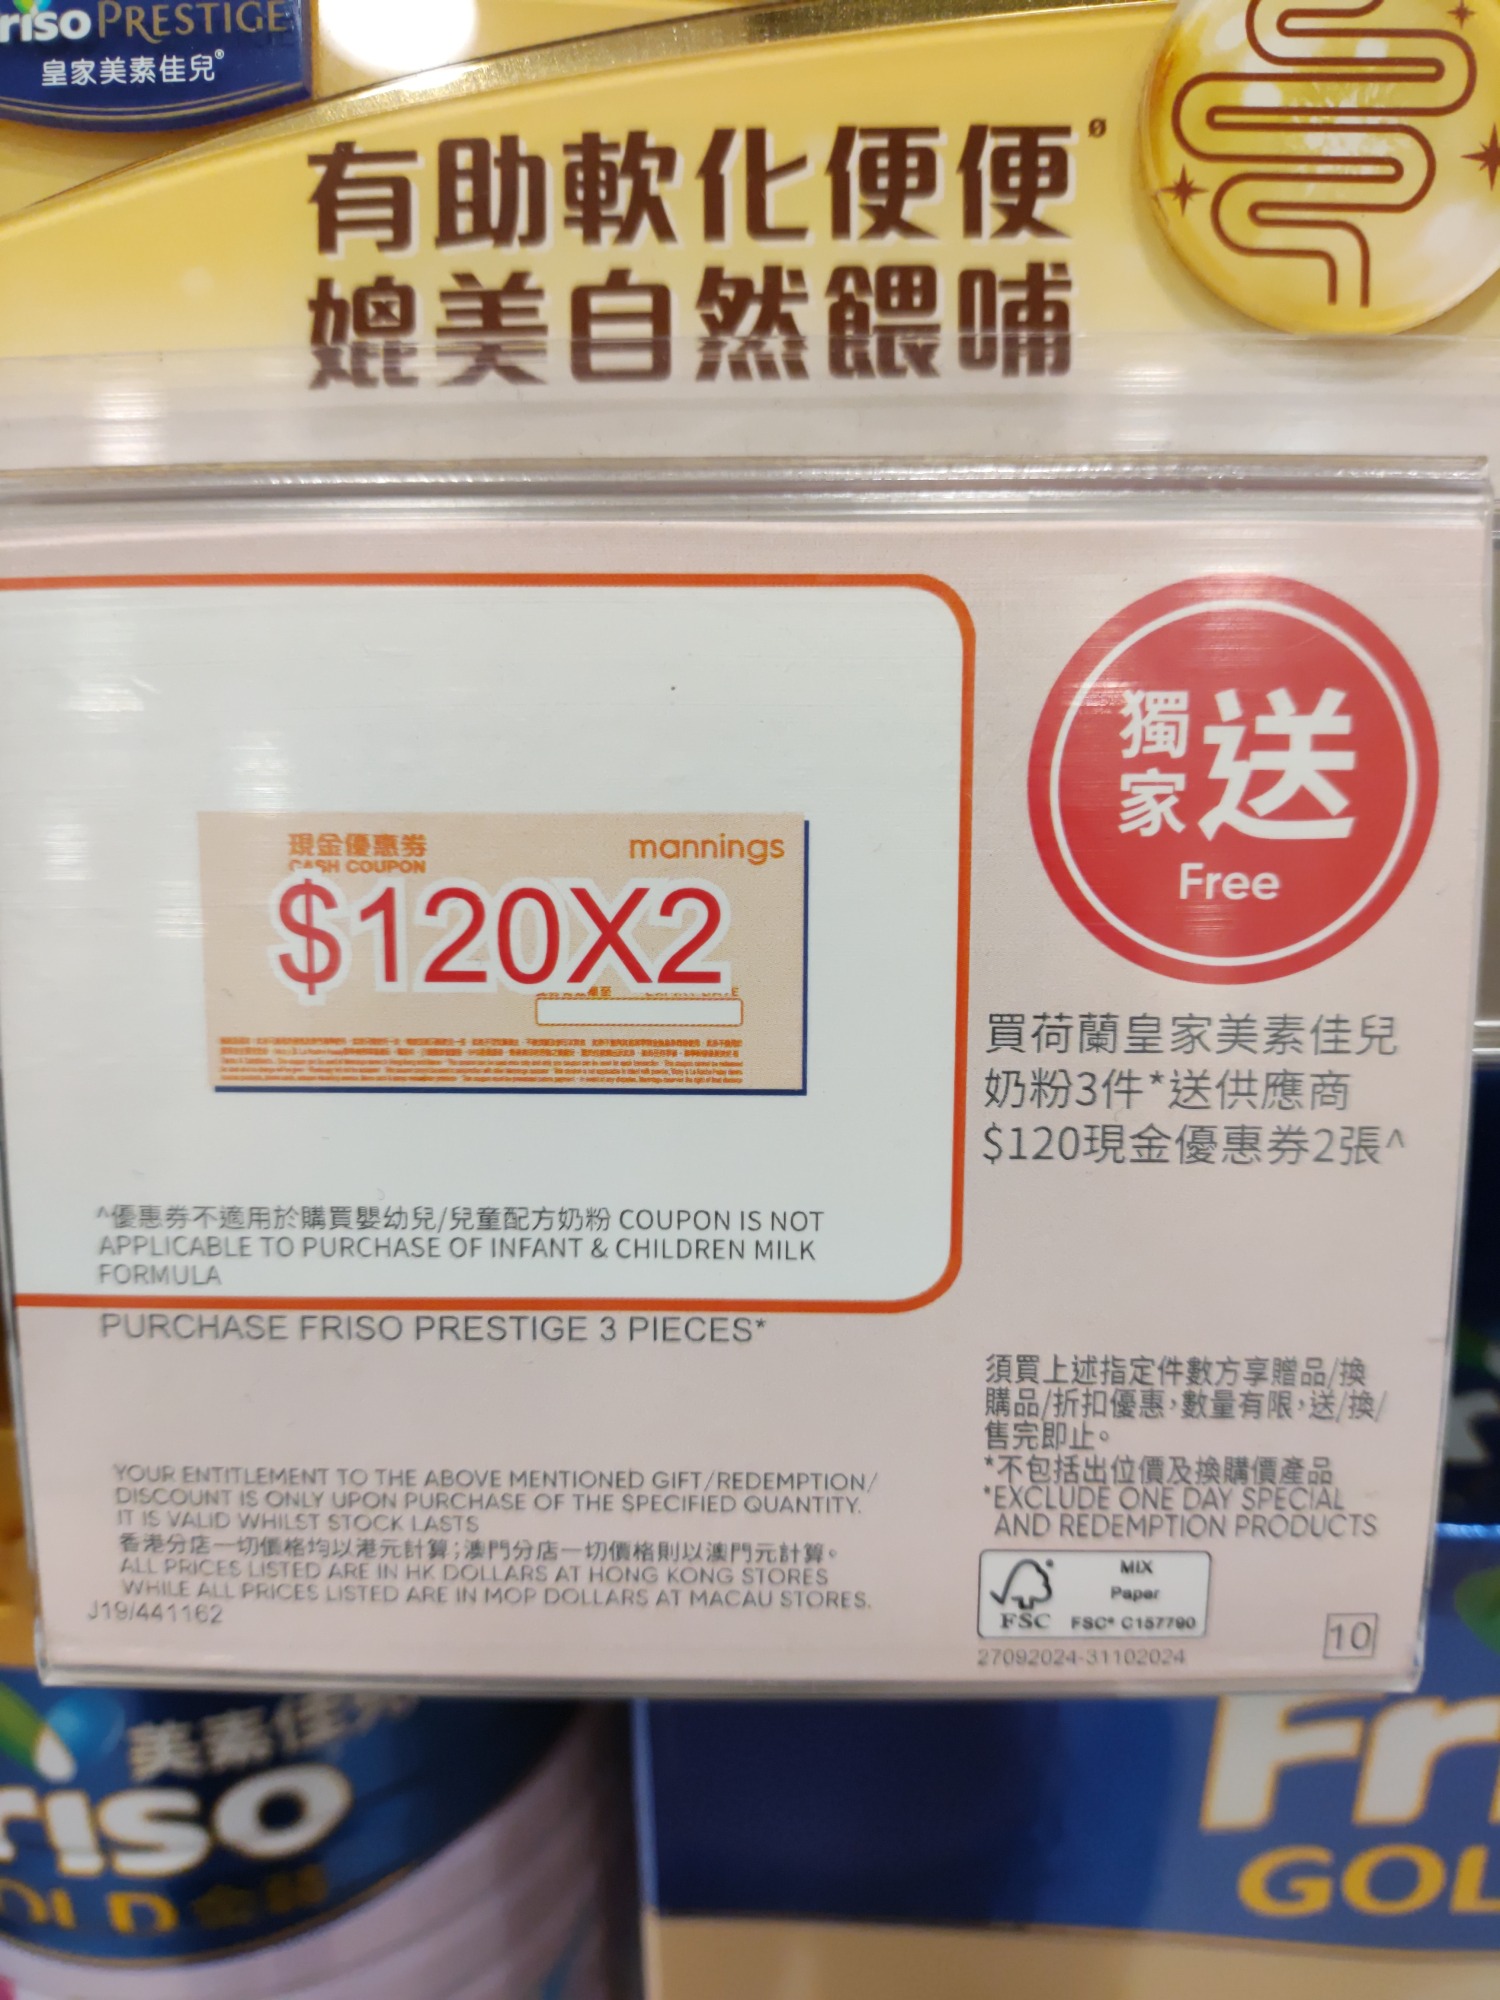 riso PRESTIGE
皇家美素佳兒®
有助軟化便便
媲美自然餵哺
獨家送
Free
現金優惠券
mannings
CASH COUPON
$120X2
買荷蘭皇家美素佳兒
奶粉3件*送供應商
$120現金優惠券2張^
^優惠券不適用於購買嬰幼兒/兒童配方奶粉 COUPON IS NOT
APPLICABLE TO PURCHASE OF INFANT & CHILDREN MILK
FORMULA
PURCHASE FRISO PRESTIGE 3 PIECES*
須買上述指定件數方享贈品/換
購品/折扣優惠,數量有限,送/換/
售完即止。
*不包括出位價及換購價產品
*EXCLUDE ONE DAY SPECIAL
AND REDEMPTION PRODUCTS
YOUR ENTITLEMENT TO THE ABOVE MENTIONED GIFT/REDEMPTION/
DISCOUNT IS ONLY UPON PURCHASE OF THE SPECIFIED QUANTITY.
IT IS VALID WHILST STOCK LASTS
香港分店一切價格均以港元計算;澳門分店一切價格則以澳門元計算。
ALL PRICES LISTED ARE IN HK DOLLARS AT HONG KONG STORES
WHILE ALL PRICES LISTED ARE IN MOP DOLLARS AT MACAU STORES.
J19/441162
FSC
MIX
Paper
FSC® C157790
27092024-31102024
10
美素佳兒
riso
OLD
Fr
GOL